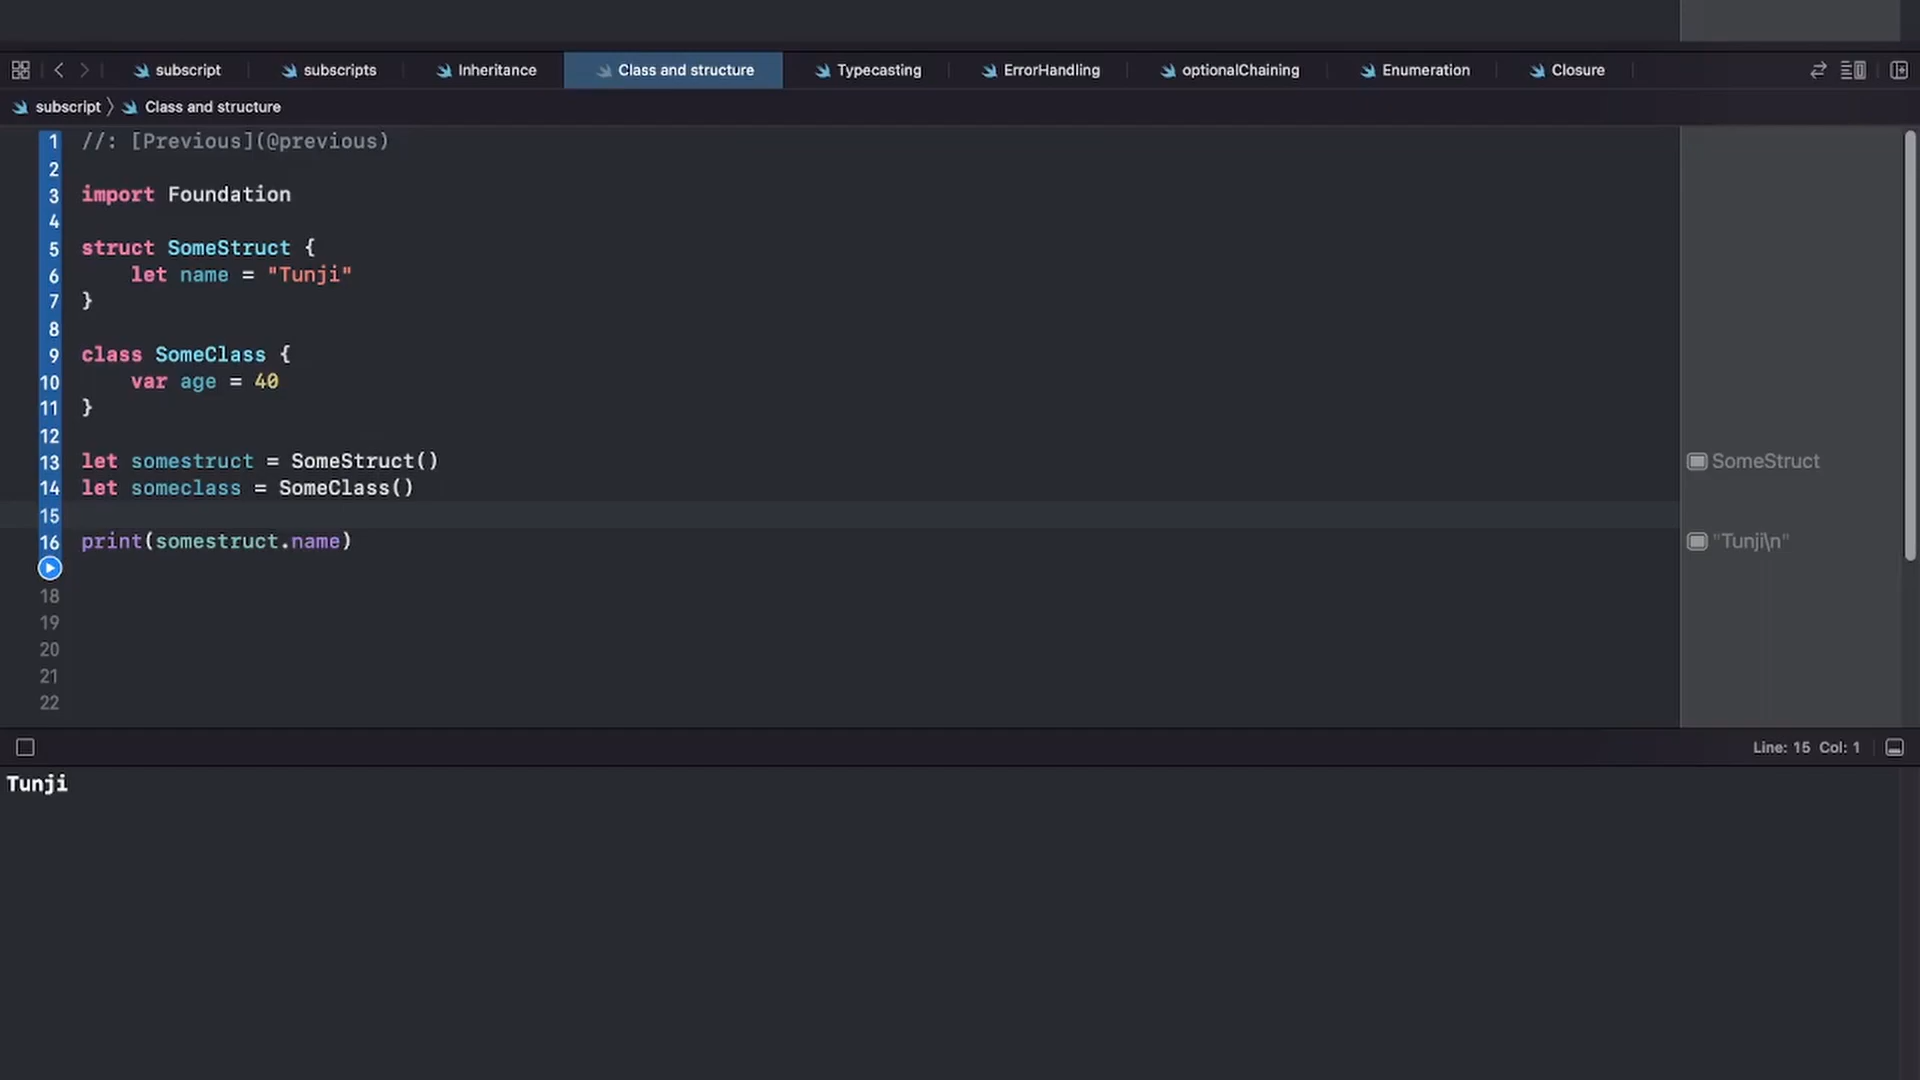 subscript subscripts Inheritance Class and structure Typecasting ErrorHandling optionalChaining Enumeration Closure
subscript 〉 Class and structure
1 //: [Previous](@previous)
2
3 import Foundation
4
5 struct SomeStruct {
6 let name = "Tunji"
7 }
8
9 class SomeClass {
10 var age = 40
11 }
12
13 let somestruct = SomeStruct() SomeStruct
14 let someclass = SomeClass()
15
16 print(somestruct.name) "Tunji\n"
18
19
20
21
22
Line: 15 Col: 1
Tunji